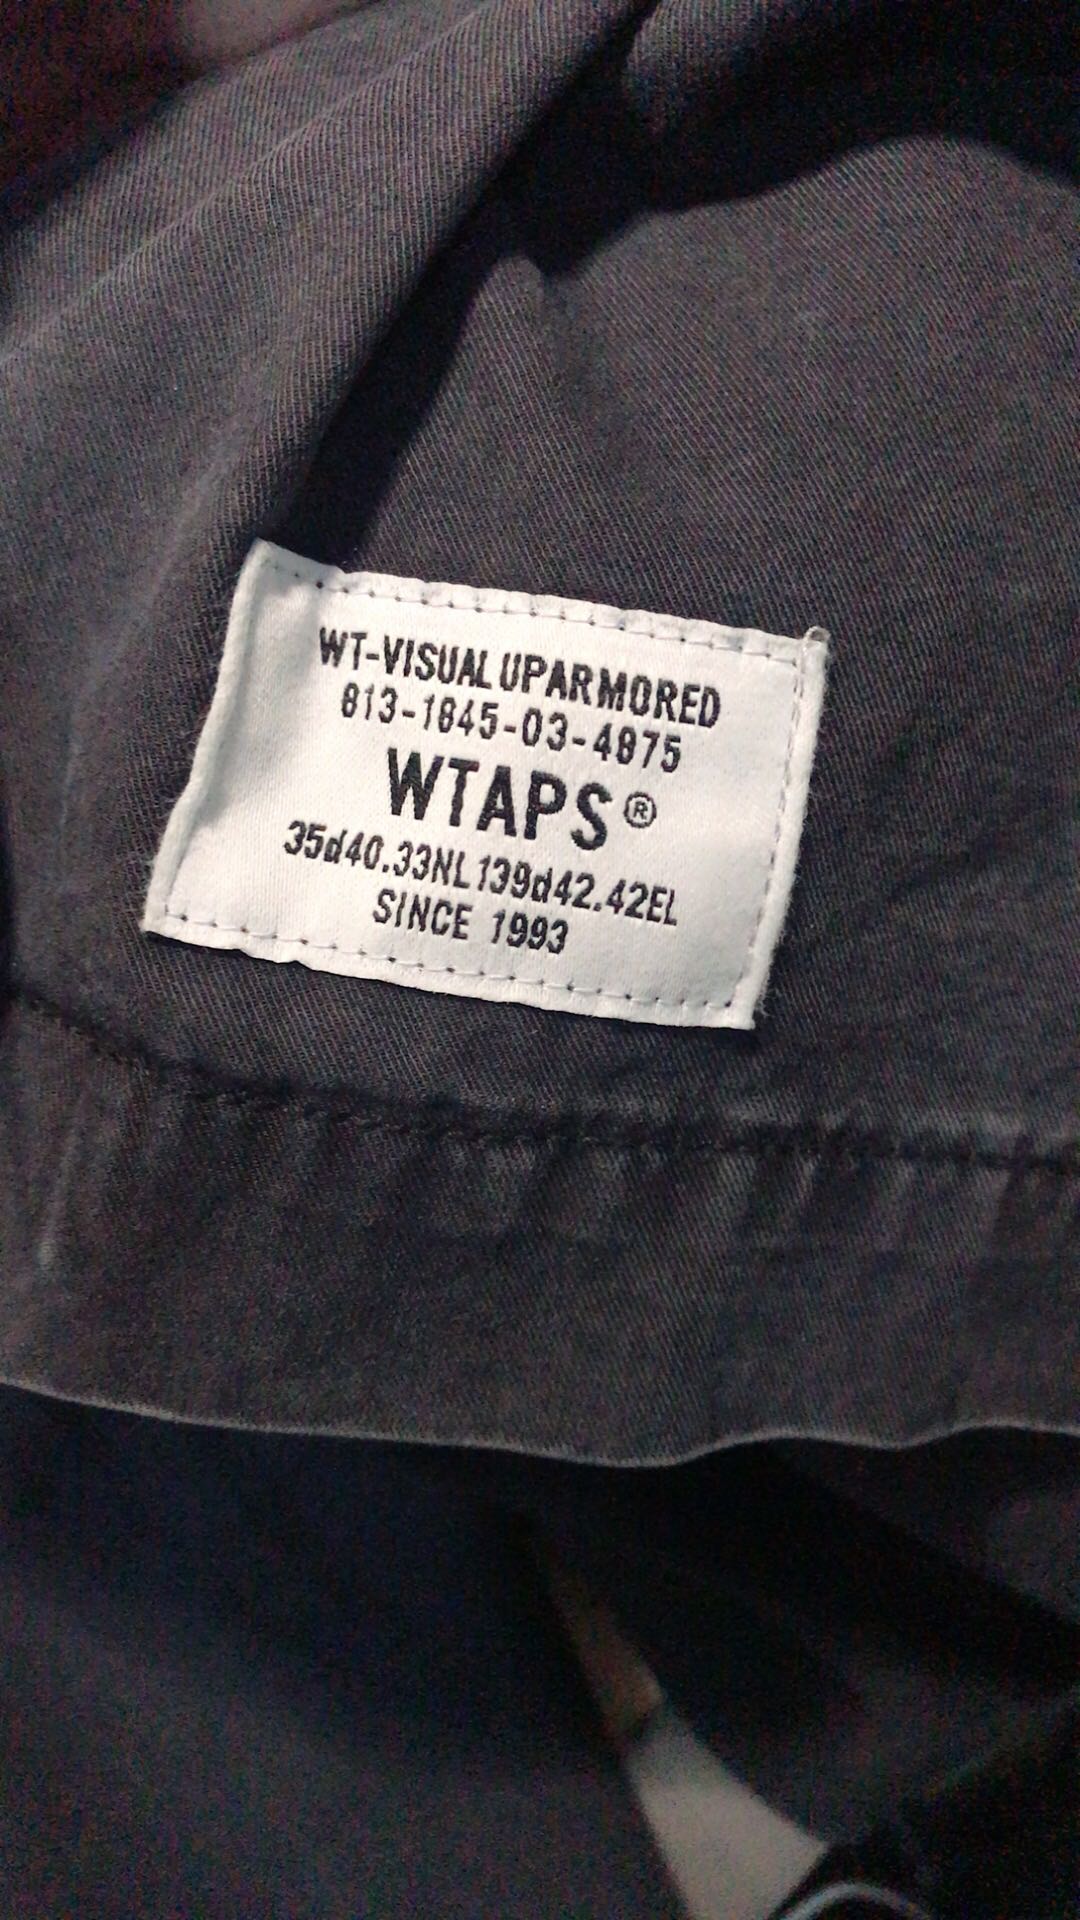 WT-VISUAL UPARMORED
813-1845-03-4875
WTAPS®
35d40.33NL139d42.42EL
SINCE 1993